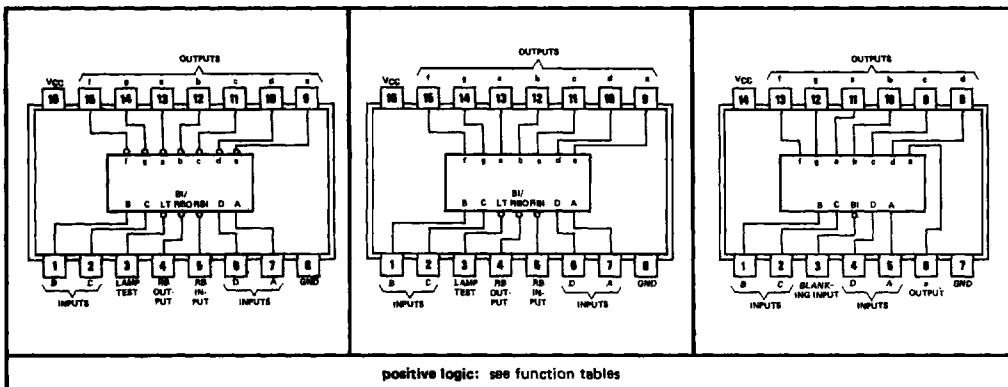 OUTPUTS
VCC f g a b c d e
16 15 14 13 12 11 10 9
f g a b c d e
BI/
B C LT RBO RBI D A
1 2 3 4 5 6 7 8
B C LAMP TEST RB OUT- PUT RB IN- PUT D A GND
INPUTS INPUTS
OUTPUTS
VCC f g a b c d e
16 15 14 13 12 11 10 9
f g a b c d e
BI/
B C LT RBO RBI D A
1 2 3 4 5 6 7 8
B C LAMP TEST RB OUT- PUT RB IN- PUT D A GND
INPUTS INPUTS
OUTPUTS
VCC f g a b c d
14 13 12 11 10 9 8
f g a b c d e
B C BI D A
1 2 3 4 5 6 7
B C BLANK- ING INPUT D A e OUTPUT GND
INPUTS INPUTS
positive logic: see function tables